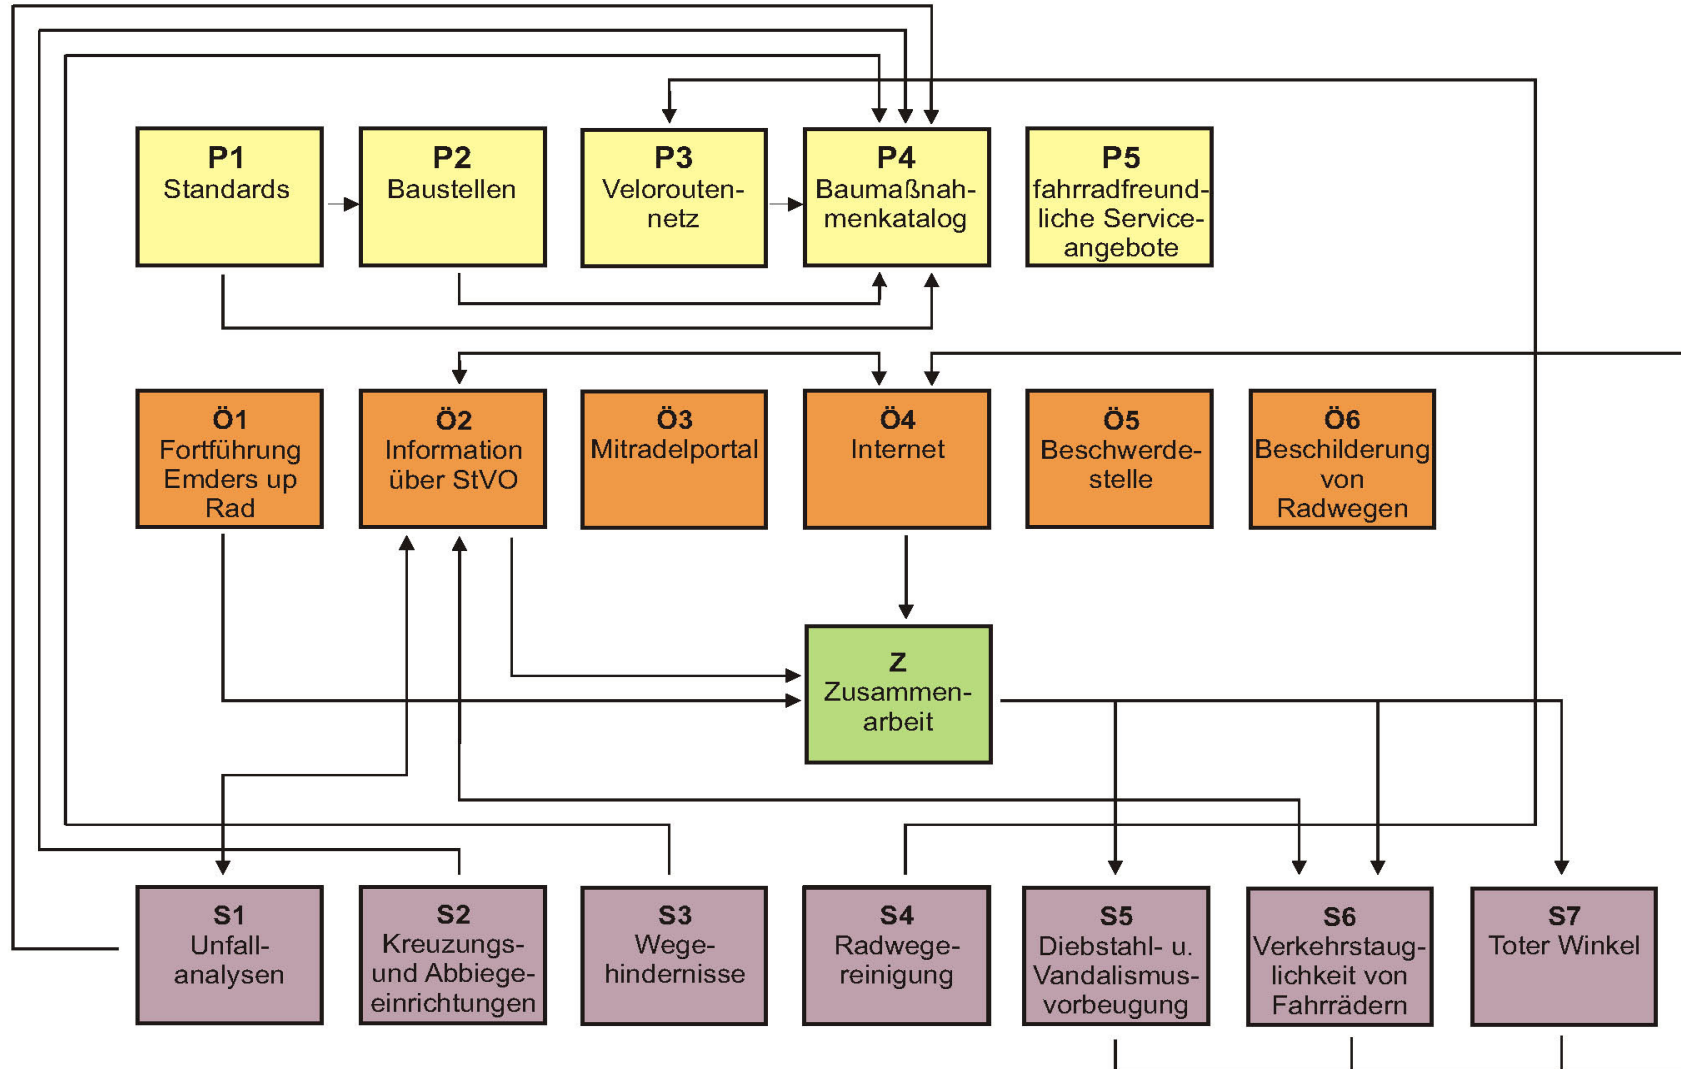 P1
Standards
P2
Baustellen
P3
Velorouten-
netz
P4
Baumaßnah-
menkatalog
P5
fahrradfreund-
liche Service-
angebote
Ö1
Fortführung
Emders up
Rad
Ö2
Information
über StVO
Ö3
Mitradelportal
Ö4
Internet
Ö5
Beschwerde-
stelle
Ö6
Beschilderung
von
Radwegen
Z
Zusammen-
arbeit
S1
Unfall-
analysen
S2
Kreuzungs-
und Abbiege-
einrichtungen
S3
Wege-
hindernisse
S4
Radwege-
reinigung
S5
Diebstahl- u.
Vandalismus-
vorbeugung
S6
Verkehrstaug-
lichkeit von
Fahrrädern
S7
Toter Winkel